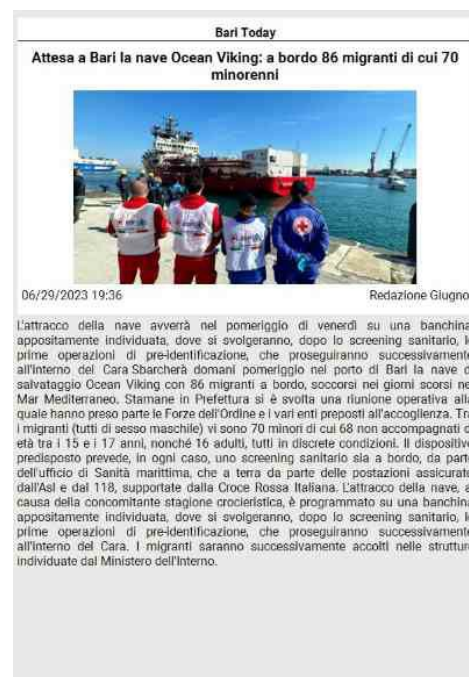 Bari Today
Attesa a Bari la nave Ocean Viking: a bordo 86 migranti di cui 70
minorenni
06/29/2023 19:36 Redazione Giugno
L'attracco della nave avverrà nel pomeriggio di venerdì su una banchina
appositamente individuata, dove si svolgeranno, dopo lo screening sanitario, l
prime operazioni di pre-identificazione, che proseguiranno successivamente
all'interno del Cara Sbarcherà domani pomeriggio nel porto di Bari la nave d
salvataggio Ocean Viking con 86 migranti a bordo, soccorsi nei giorni scorsi ne
Mar Mediterraneo. Stamane in Prefettura si è svolta una riunione operativa all
quale hanno preso parte le Forze dell'Ordine e i vari enti preposti all'accoglienza. Tr
i migranti (tutti di sesso maschile) vi sono 70 minori di cui 68 non accompagnati d
età tra i 15 e i 17 anni, nonché 16 adulti, tutti in discrete condizioni. Il dispositivo
predisposto prevede, in ogni caso, uno screening sanitario sia a bordo, da parte
dell'ufficio di Sanità marittima, che a terra da parte delle postazioni assicurate
dall'Asl e dal 118, supportate dalla Croce Rossa Italiana. L'attracco della nave, a
causa della concomitante stagione crocieristica, è programmato su una banchina
appositamente individuata, dove si svolgeranno, dopo lo screening sanitario, l
prime operazioni di pre-identificazione, che proseguiranno successivamente
all'interno del Cara. I migranti saranno successivamente accolti nelle struttur
individuate dal Ministero dell'Interno.